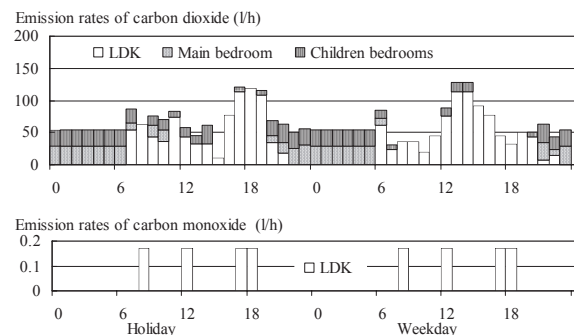 Emission rates of carbon dioxide (l/h)
200
LDK Main bedroom Children bedrooms
150
100
50
0
0 6 12 18 0 6 12 18
Emission rates of carbon monoxide (l/h)
0.2
0.1
LDK
0
0 6 12 18 0 6 12 18
Holiday Weekday